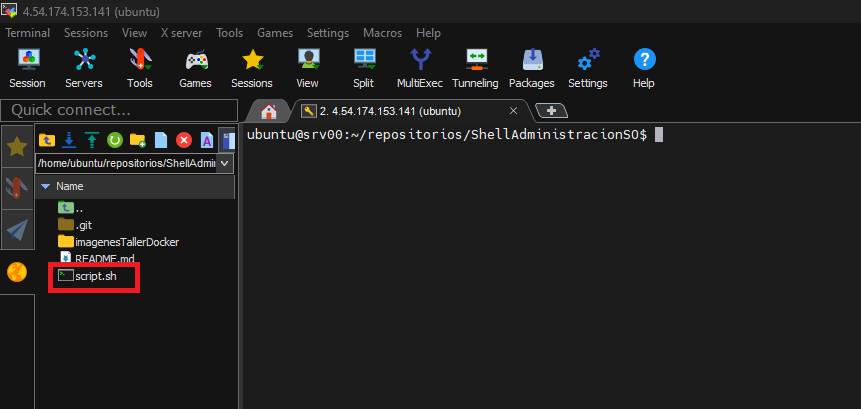 4.54.174.153.141 (ubuntu)
Terminal Sessions View X server Tools Games Settings Macros Help
Session Servers Tools Games Sessions View Split MultiExec Tunneling Packages Settings Help
Quick connect...
2. 4.54.174.153.141 (ubuntu)
/home/ubuntu/repositorios/ShellAdmi
Name
..
.git
imagenesTallerDocker
README.md
script.sh
ubuntu@srv00:~/repositorios/ShellAdministracionSO$